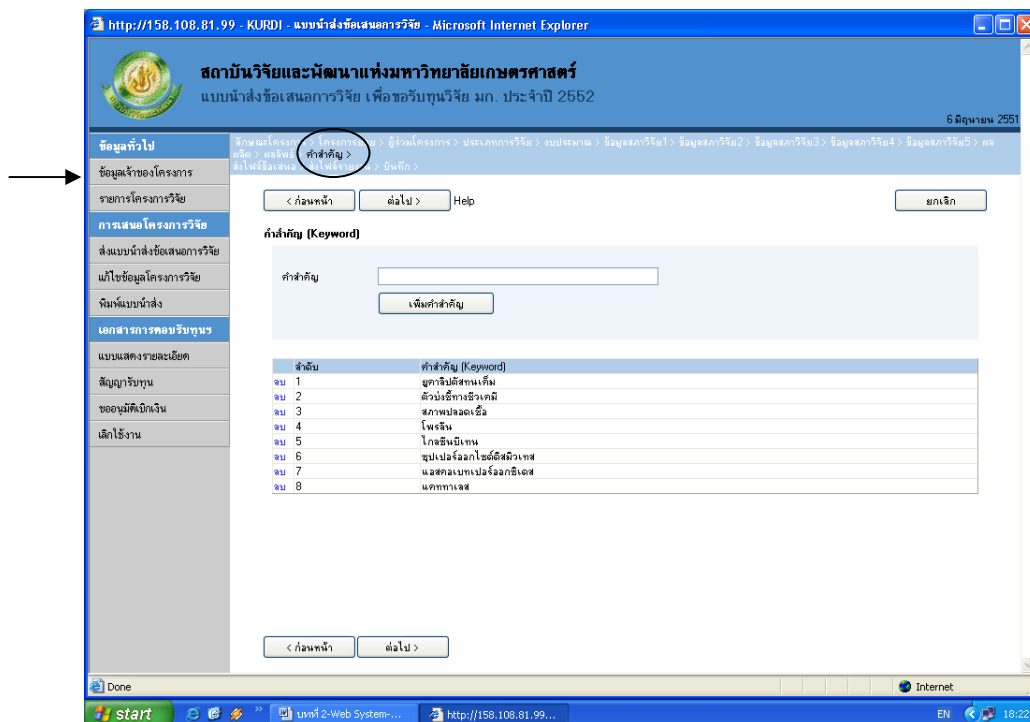 http://158.108.81.99 - KURDI - แบบนำส่งข้อเสนอการวิจัย - Microsoft Internet Explorer
สถาบันวิจัยและพัฒนาแห่งมหาวิทยาลัยเกษตรศาสตร์
แบบนำส่งข้อเสนอการวิจัย เพื่อขอรับทุนวิจัย มก. ประจำปี 2552
6 มิถุนายน 2551
ข้อมูลทั่วไป
ข้อมูลเจ้าของโครงการ
รายการโครงการวิจัย
การเสนอโครงการวิจัย
ส่งแบบนำส่งข้อเสนอการวิจัย
แก้ไขข้อมูลโครงการวิจัย
พิมพ์แบบนำส่ง
เอกสารการตอบรับทุนฯ
แบบแสดงรายละเอียด
สัญญารับทุน
ขออนุมัติเบิกเงิน
เลิกใช้งาน
ลักษณะโครงการ > โครงการย่อย > ผู้ร่วมโครงการ > ประเภทการวิจัย > งบประมาณ > ข้อมูลสภาวิจัย1 > ข้อมูลสภาวิจัย2 > ข้อมูลสภาวิจัย3 > ข้อมูลสภาวิจัย4 > ข้อมูลสภาวิจัย5 > ผล
ผลิต > ผลลัพธ์ > คำสำคัญ >
ส่งไฟล์ข้อเสนอ > ส่งไฟล์รายงาน > บันทึก >
< ก่อนหน้า ต่อไป > Help ยกเลิก
คำสำคัญ (Keyword)
คำสำคัญ
เพิ่มคำสำคัญ
ลำดับ คำสำคัญ (Keyword)
ลบ 1 ยูคาลิปตัสทนเค็ม
ลบ 2 ตัวบ่งชี้ทางชีวเคมี
ลบ 3 สภาพปลอดเชื้อ
ลบ 4 โพรลีน
ลบ 5 ไกลซีนบีเทน
ลบ 6 ซุปเปอร์ออกไซด์ดิสมิวเทส
ลบ 7 แอสคอเบทเปอร์ออกซิเดส
ลบ 8 แคททาเลส
< ก่อนหน้า ต่อไป >
Done Internet
start บทที่ 2-Web System-... http://158.108.81.99... EN 18:22